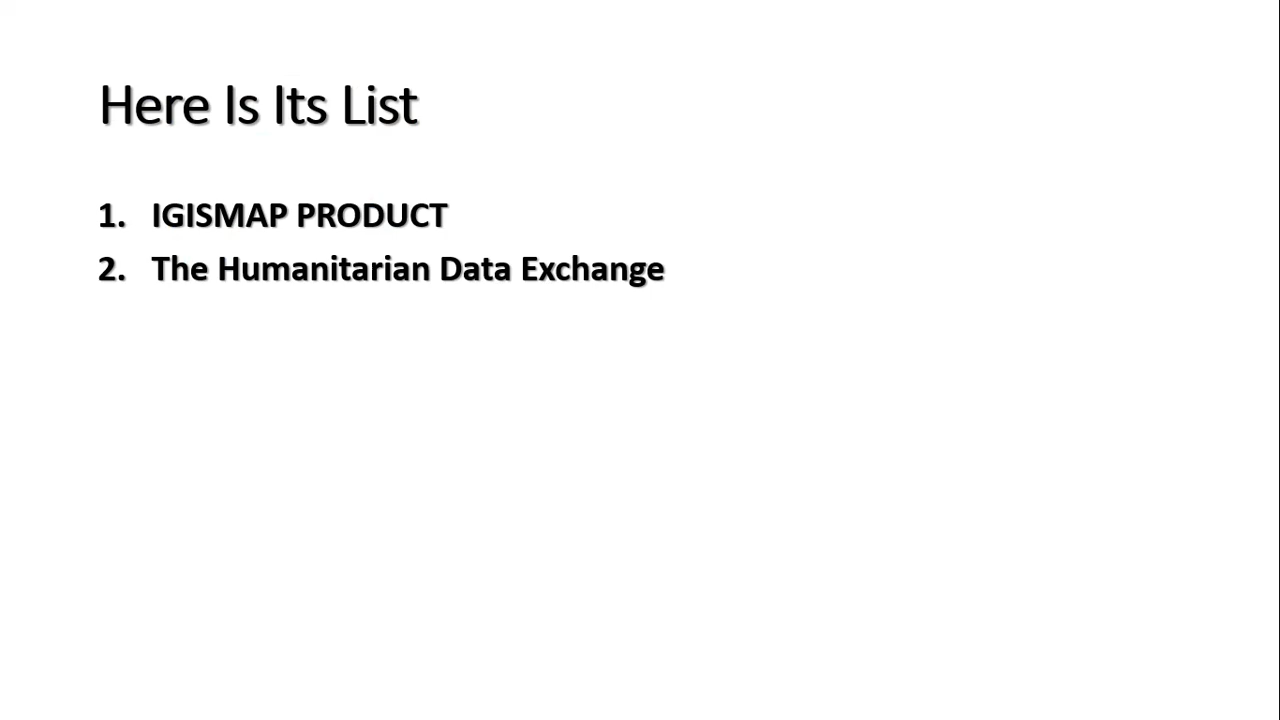 Here Is Its List
1. IGISMAP PRODUCT
2. The Humanitarian Data Exchange